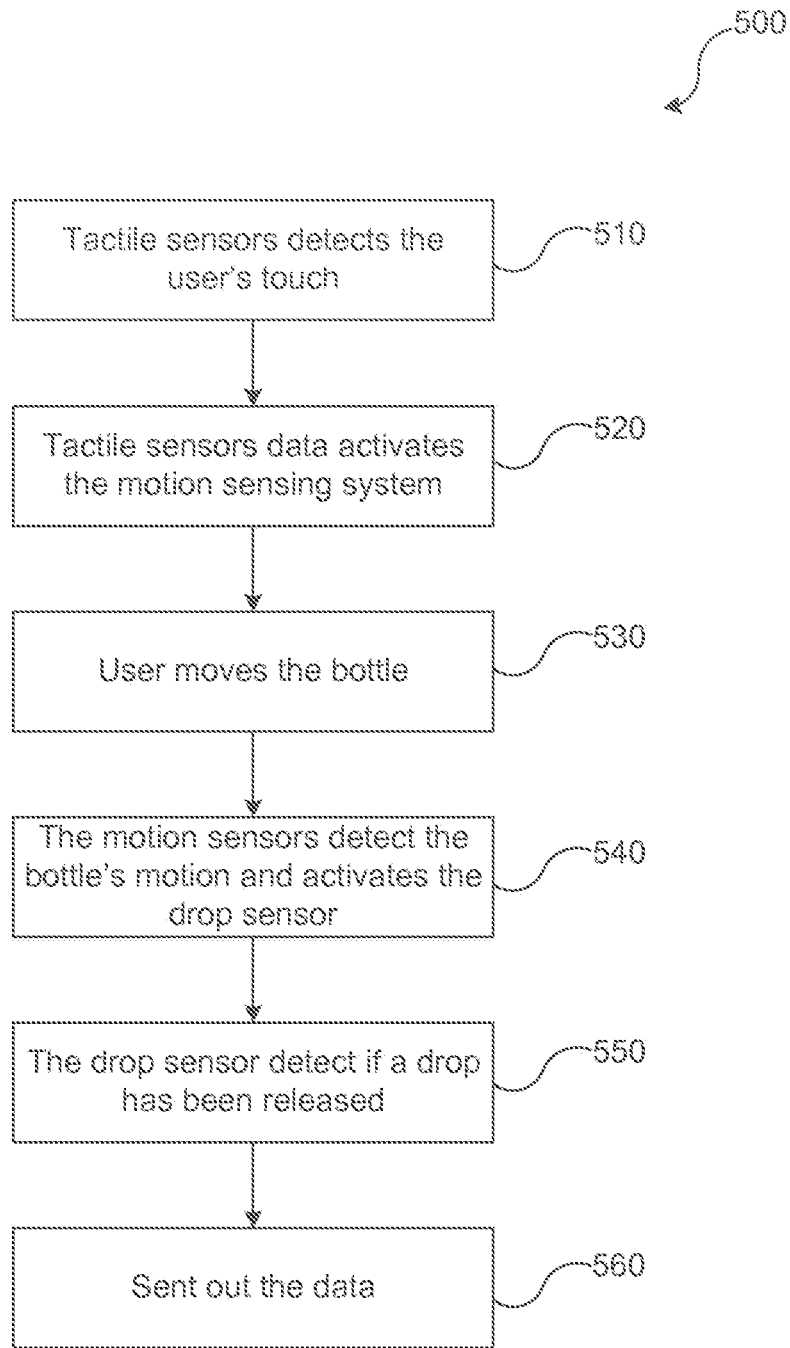 500
Tactile sensors detects the
user's touch
510
Tactile sensors data activates
the motion sensing system
520
User moves the bottle
530
The motion sensors detect the
bottle's motion and activates the
drop sensor
540
The drop sensor detect if a drop
has been released
550
Sent out the data
560